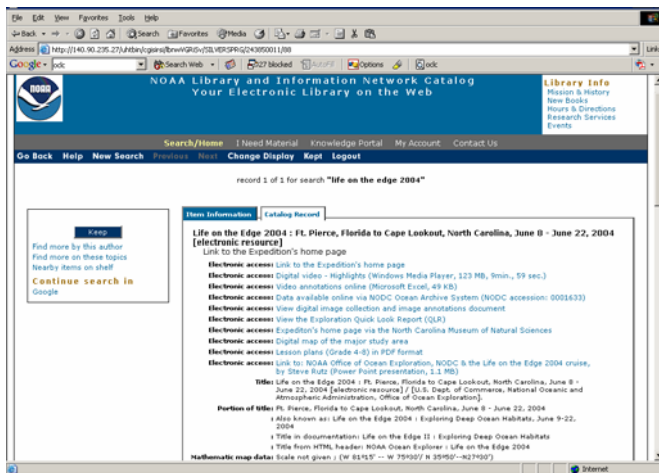 File Edit View Favorites Tools Help
Back Search Favorites Media
Address http://140.90.235.27/uhtbin/cgisirsi/lbrwVGRiSv/SILVERSPRG/243850011/88 Link
Google odc Search Web 527 blocked AutoFill Options odc
NOAA Library and Information Network Catalog
Your Electronic Library on the Web
NOAA
Library Info
Mission & History
New Books
Hours & Directions
Research Services
Events
Search/Home I Need Material Knowledge Portal My Account Contact Us
Go Back Help New Search Previous Next Change Display Kept Logout
record 1 of 1 for search "life on the edge 2004"
Keep
Find more by this author
Find more on these topics
Nearby items on shelf
Continue search in
Google
Item Information Catalog Record
Life on the Edge 2004 : Ft. Pierce, Florida to Cape Lookout, North Carolina, June 8 - June 22, 2004
[electronic resource]
Link to the Expedition's home page
Electronic access: Link to the Expedition's home page
Electronic access: Digital video - Highlights (Windows Media Player, 123 MB, 9min., 59 sec.)
Electronic access: Video annotations online (Microsoft Excel, 49 KB)
Electronic access: Data available online via NODC Ocean Archive System (NODC accession: 0001633)
Electronic access: View digital image collection and image annotations document
Electronic access: View the Exploration Quick Look Report (QLR)
Electronic access: Expediton's home page via the North Carolina Museum of Natural Sciences
Electronic access: Digital map of the major study area
Electronic access: Lesson plans (Grade 4-8) in PDF format
Electronic access: Link to: NOAA Office of Ocean Exploration, NODC & the Life on the Edge 2004 cruise,
by Steve Rutz (Power Point presentation, 1.1 MB)
Title: Life on the Edge 2004 : Ft. Pierce, Florida to Cape Lookout, North Carolina, June 8 -
June 22, 2004 [electronic resource] / [U.S. Dept. of Commerce, National Oceanic and
Atmospheric Administration, Office of Ocean Exploration].
Portion of title: Ft. Pierce, Florida to Cape Lookout, North Carolina, June 8 - June 22, 2004
: Also known as: Life on the Edge 2004 : Exploring Deep Ocean Habitats, June 9-22,
2004
: Title in documentation: Life on the Edge II : Exploring Deep Ocean Habitats
: Title from HTML header: NOAA Ocean Explorer : Life on the Edge 2004
Mathematic map data: Scale not given ; (W 81º15' -- W 75º30'/ N 35º50'--N27º30')
Internet